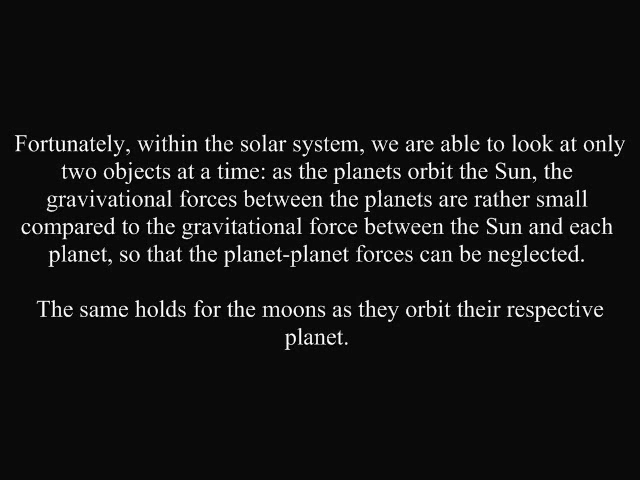 Fortunately, within the solar system, we are able to look at only
two objects at a time: as the planets orbit the Sun, the
gravivational forces between the planets are rather small
compared to the gravitational force between the Sun and each
planet, so that the planet-planet forces can be neglected.
The same holds for the moons as they orbit their respective
planet.